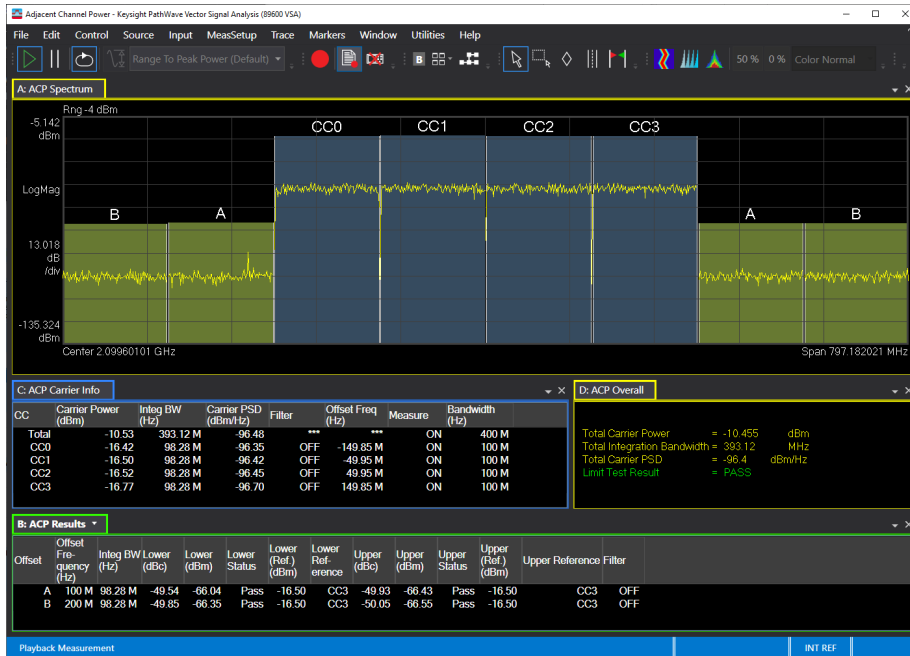 Adjacent Channel Power - Keysight PathWave Vector Signal Analysis (89600 VSA)
File Edit Control Source Input MeasSetup Trace Markers Window Utilities Help
Range To Peak Power (Default) B 50 % 0 % Color Normal
A: ACP Spectrum
Rng -4 dBm
-5.142
dBm
LogMag
13.018
dB
/div
-135.324
dBm
B A CC0 CC1 CC2 CC3 A B
Center 2.09960101 GHz Span 797.182021 MHz
C: ACP Carrier Info
CC Carrier Power (dBm) Integ BW (Hz) Carrier PSD (dBm/Hz) Filter Offset Freq (Hz) Measure Bandwidth (Hz)
Total -10.53 393.12 M -96.48 *** *** ON 400 M
CC0 -16.42 98.28 M -96.35 OFF -149.85 M ON 100 M
CC1 -16.50 98.28 M -96.42 OFF -49.95 M ON 100 M
CC2 -16.52 98.28 M -96.45 OFF 49.95 M ON 100 M
CC3 -16.77 98.28 M -96.70 OFF 149.85 M ON 100 M
D: ACP Overall
Total Carrier Power = -10.455 dBm
Total Integration Bandwidth = 393.12 MHz
Total Carrier PSD = -96.4 dBm/Hz
Limit Test Result = PASS
B: ACP Results
Offset Offset Fre-quency (Hz) Integ BW (Hz) Lower (dBc) Lower (dBm) Lower Status Lower (Ref.) (dBm) Lower Ref-erence Upper (dBc) Upper (dBm) Upper Status Upper (Ref.) (dBm) Upper Reference Filter
A 100 M 98.28 M -49.54 -66.04 Pass -16.50 CC3 -49.93 -66.43 Pass -16.50 CC3 OFF
B 200 M 98.28 M -49.85 -66.35 Pass -16.50 CC3 -50.05 -66.55 Pass -16.50 CC3 OFF
Playback Measurement INT REF